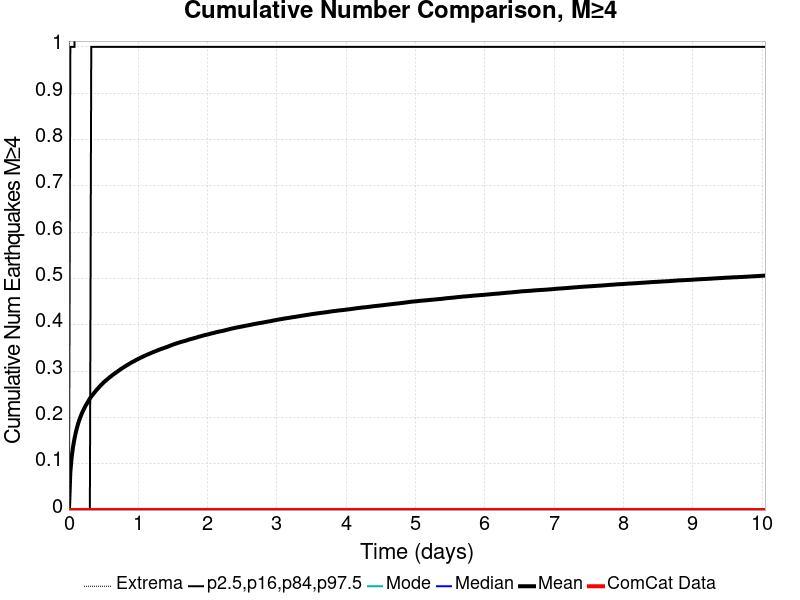 Cumulative Number Comparison, M≥4
Cumulative Num Earthquakes M≥4
1
0.9
0.8
0.7
0.6
0.5
0.4
0.3
0.2
0.1
0
0 1 2 3 4 5 6 7 8 9 10
Time (days)
Extrema p2.5,p16,p84,p97.5 Mode Median Mean ComCat Data